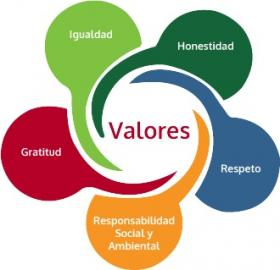 Igualdad
Honestidad
Valores
Gratitud
Respeto
Responsabilidad
Social y
Ambiental